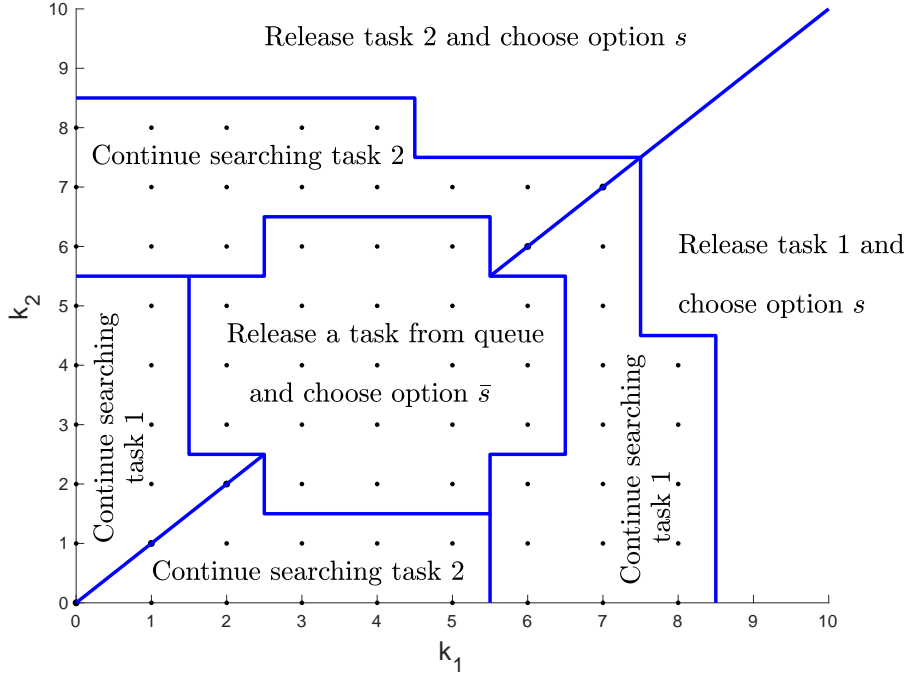 10
Release task 2 and choose option s
9
8
Continue searching task 2
7
6
Release task 1 and
choose option s
5
Release a task from queue
and choose option s̄
4
3
2
1
0
k₂
Continue searching
task 1
Continue searching
task 1
Continue searching task 2
0 1 2 3 4 5 6 7 8 9 10
k₁